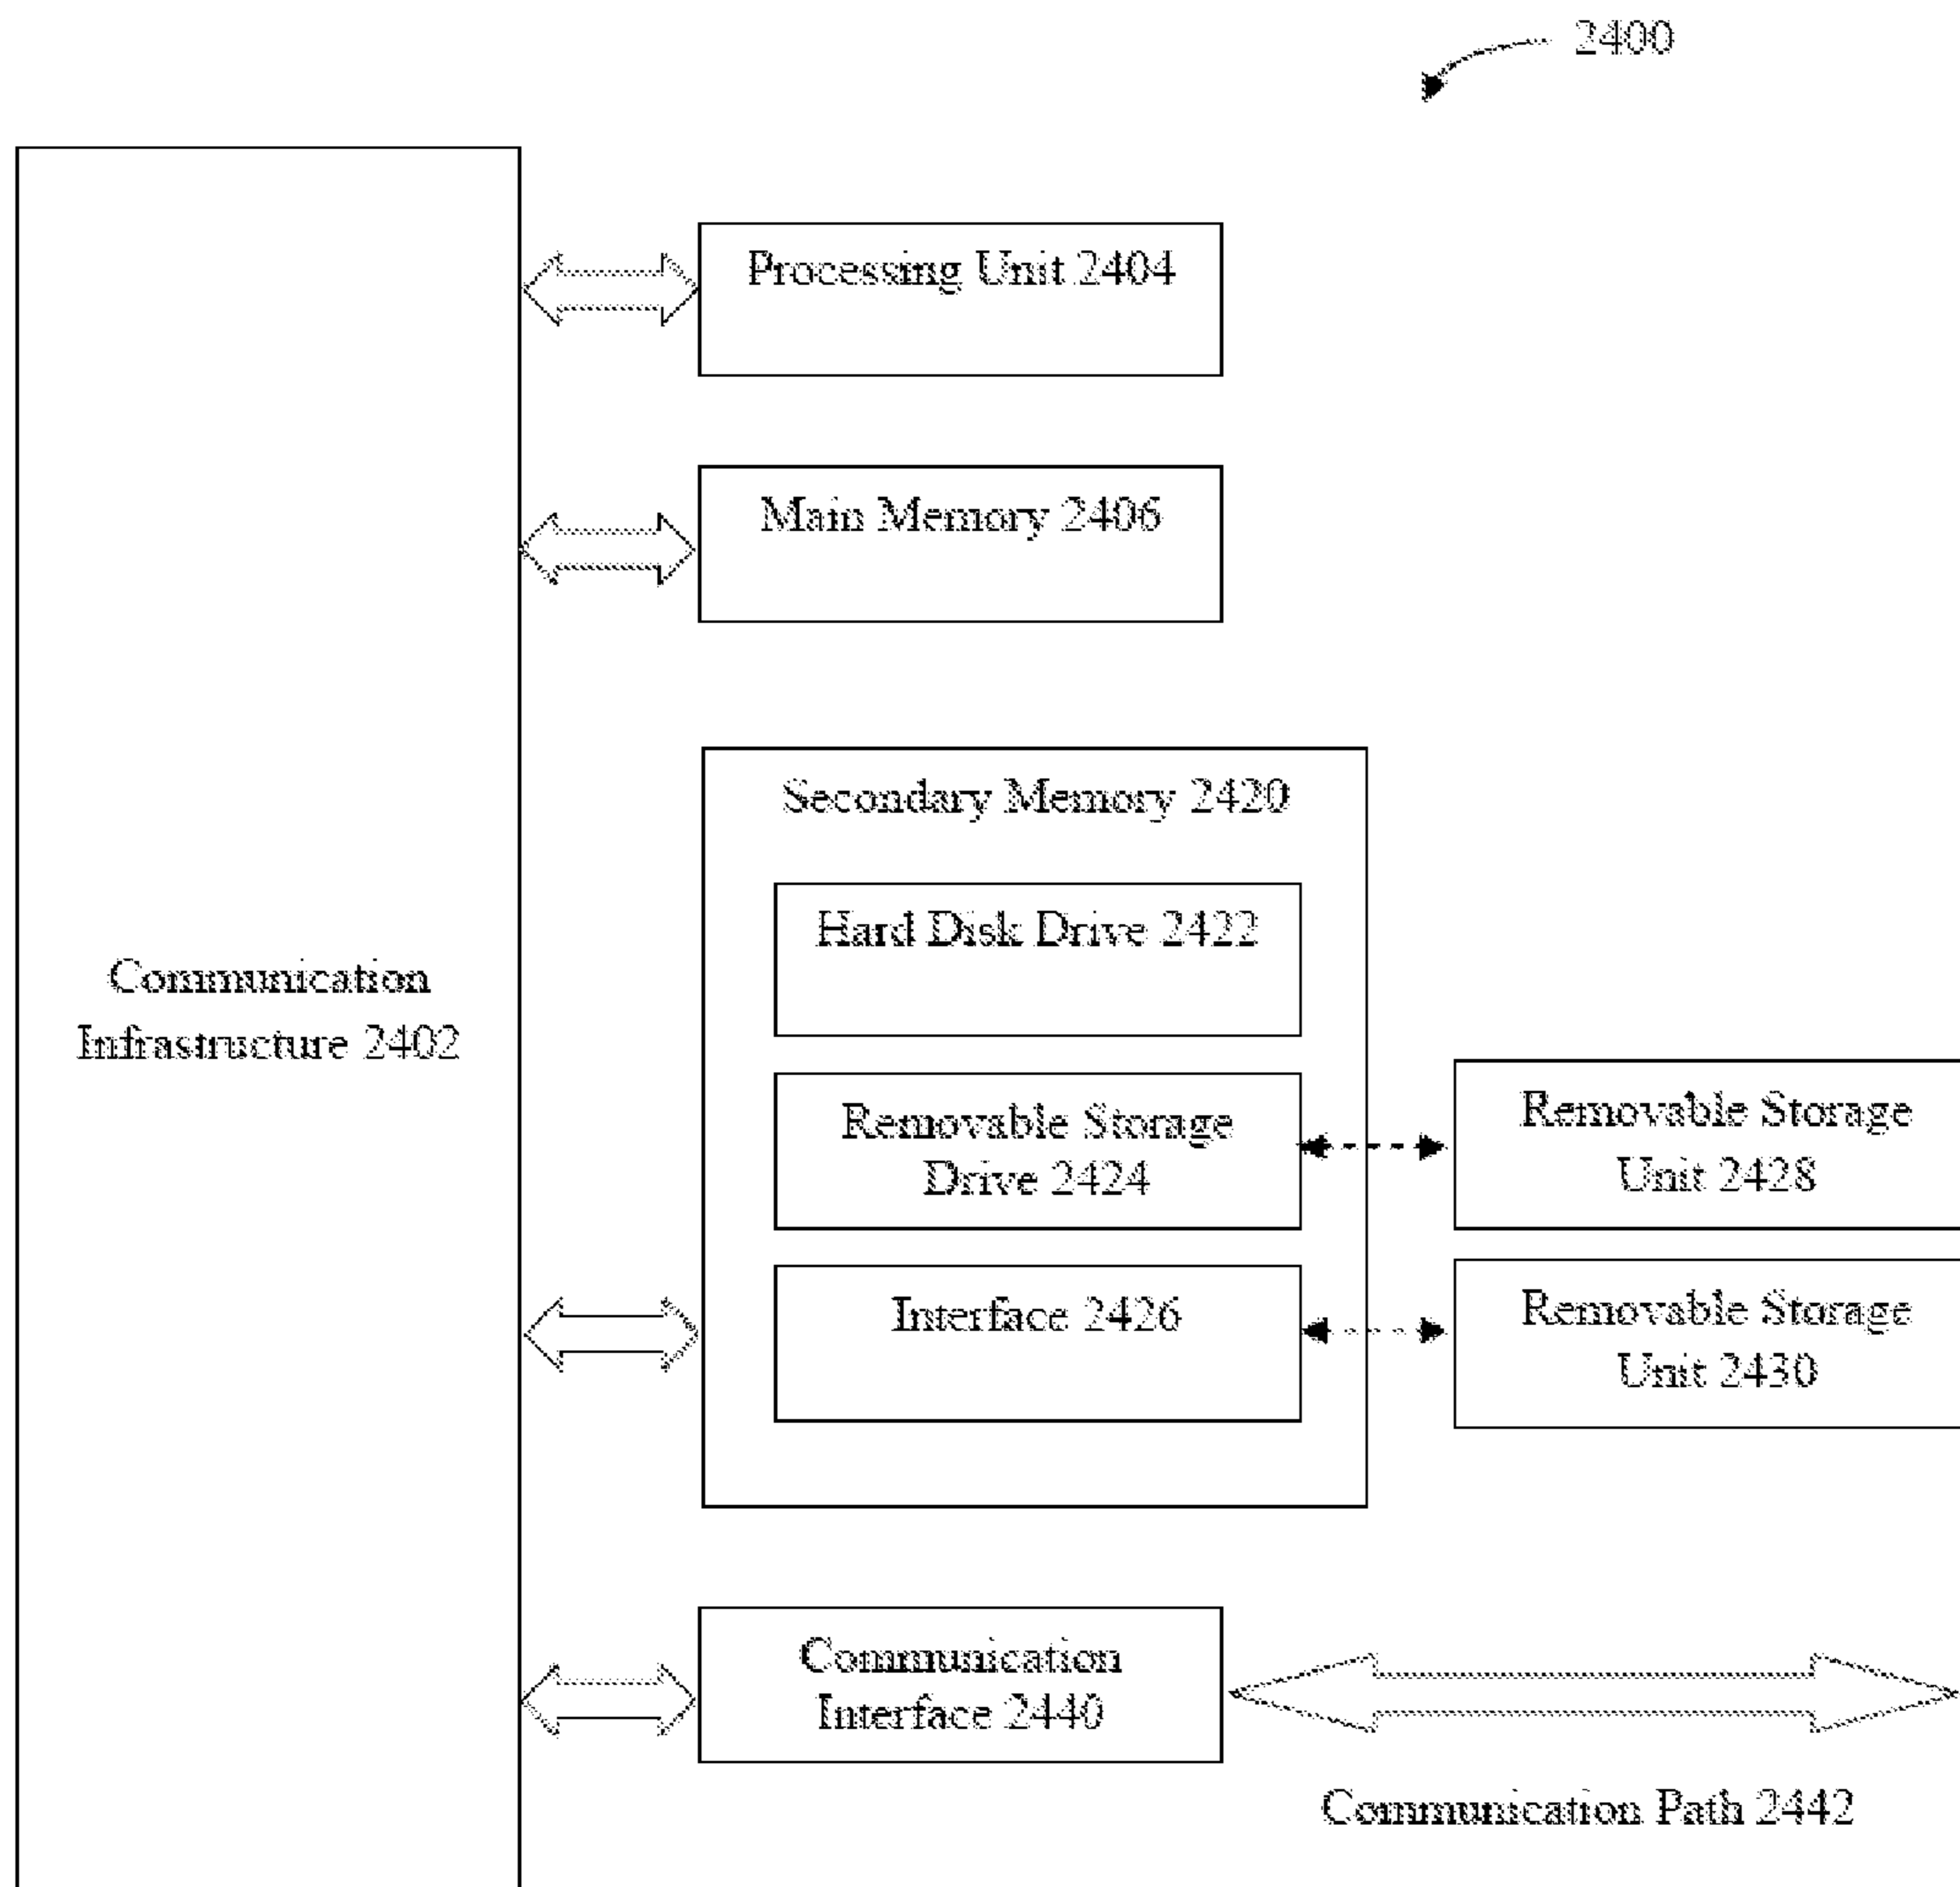 2400
Processing Unit 2404
Main Memory 2406
Secondary Memory 2420
Hard Disk Drive 2422
Communication
Infrastructure 2402
Removable Storage
Drive 2424
Removable Storage
Unit 2428
Interface 2426
Removable Storage
Unit 2430
Communication
Interface 2440
Communication Path 2442